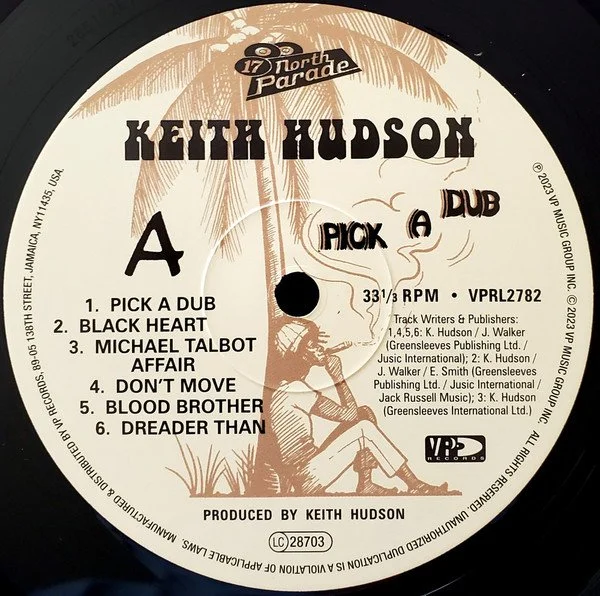 17 North
Parade
KEITH HUDSON
A
PICK A DUB
1. PICK A DUB
2. BLACK HEART
3. MICHAEL TALBOT
AFFAIR
4. DON'T MOVE
5. BLOOD BROTHER
6. DREADER THAN
33 1/3 RPM • VPRL2782
Track Writers & Publishers:
1,4,5,6: K. Hudson / J. Walker
(Greensleeves Publishing Ltd. /
Jusic International); 2: K. Hudson /
J. Walker / E. Smith (Greensleeves
Publishing Ltd. / Jusic International /
Jack Russell Music); 3: K. Hudson
(Greensleeves International Ltd.)
VP
RECORDS
PRODUCED BY KEITH HUDSON
LC 28703
℗ 2023 VP MUSIC GROUP INC. © 2023 VP MUSIC GROUP INC. ALL RIGHTS RESERVED. UNAUTHORIZED DUPLICATION IS A VIOLATION OF APPLICABLE LAWS. MANUFACTURED & DISTRIBUTED BY VP RECORDS, 89-05 138TH STREET, JAMAICA, NY11435, USA.